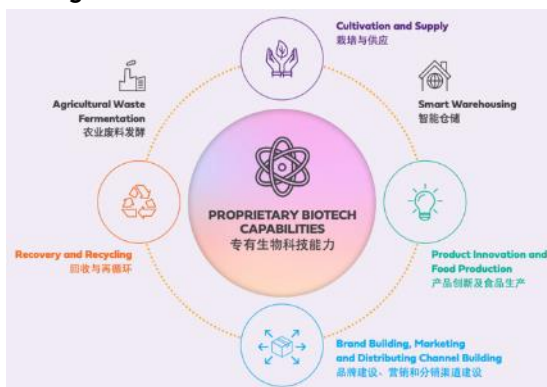 Cultivation and Supply
栽培与供应
Agricultural Waste
Fermentation
农业废料发酵
Smart Warehousing
智能仓储
PROPRIETARY BIOTECH
CAPABILITIES
专有生物科技能力
Recovery and Recycling
回收与再循环
Product Innovation and
Food Production
产品创新及食品生产
Brand Building, Marketing
and Distributing Channel Building
品牌建设、营销和分销渠道建设